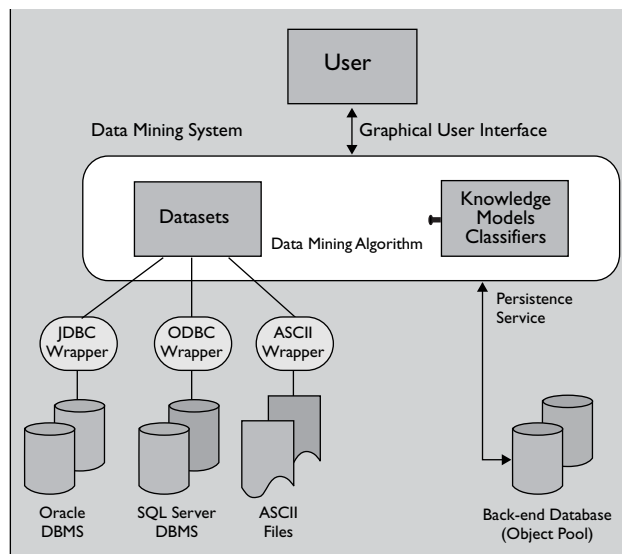 User
Data Mining System
Graphical User Interface
Datasets
Knowledge
Models
Classifiers
Data Mining Algorithm
Persistence
Service
JDBC
Wrapper
ODBC
Wrapper
ASCII
Wrapper
Oracle
DBMS
SQL Server
DBMS
ASCII
Files
Back-end Database
(Object Pool)